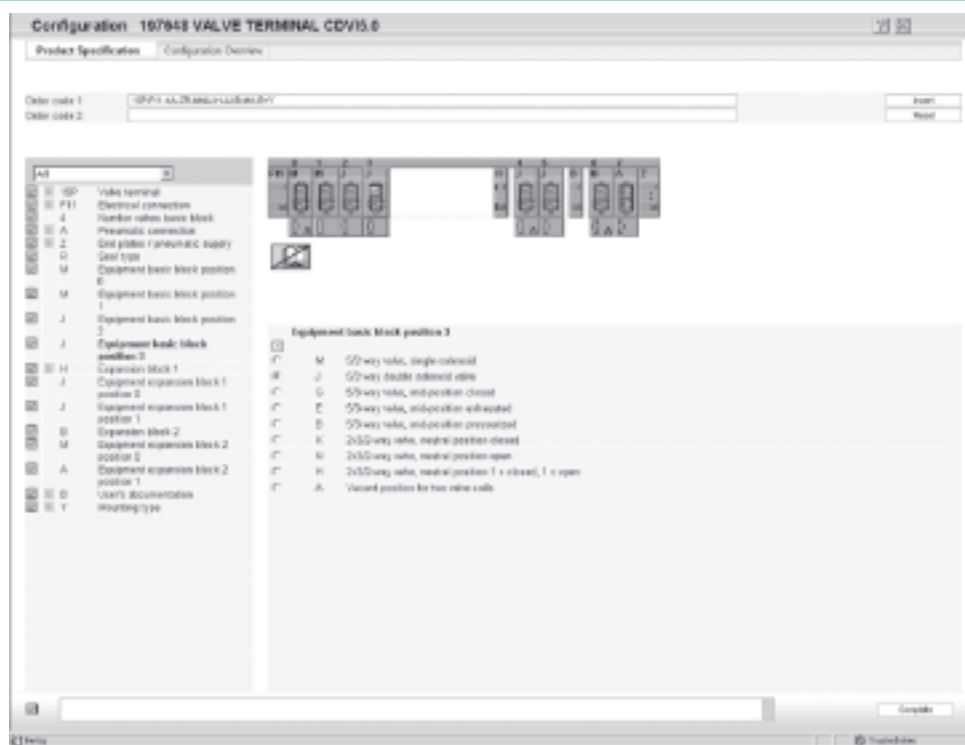 Configuration 197648 VALVE TERMINAL CDVI5.0
Product Specification Configuration Overview
Order code 1 Insert
Order code 2 Reset
All
Valve terminal
F11 Electrical connection
4 Number valves basic block
A Pneumatic connection
Z End plates / pneumatic supply
R Seal type
M Equipment basic block position
0
M Equipment basic block position
1
J Equipment basic block position
2
J Equipment basic block
position 3
H Expansion block 1
J Equipment expansion block 1
position 0
J Equipment expansion block 1
position 1
B Expansion block 2
M Equipment expansion block 2
position 0
A Equipment expansion block 2
position 1
User's documentation
Y Mounting type
Equipment basic block position 3
M 5/2-way valve, single solenoid
J 5/2-way double solenoid valve
G 5/3-way valve, mid-position closed
E 5/3-way valve, mid-position exhausted
B 5/3-way valve, mid-position pressurized
K 2x3/2-way valve, neutral position closed
N 2x3/2-way valve, neutral position open
H 2x3/2-way valve, neutral position 1 x closed, 1 x open
A Vacant position for two valve coils
Complete